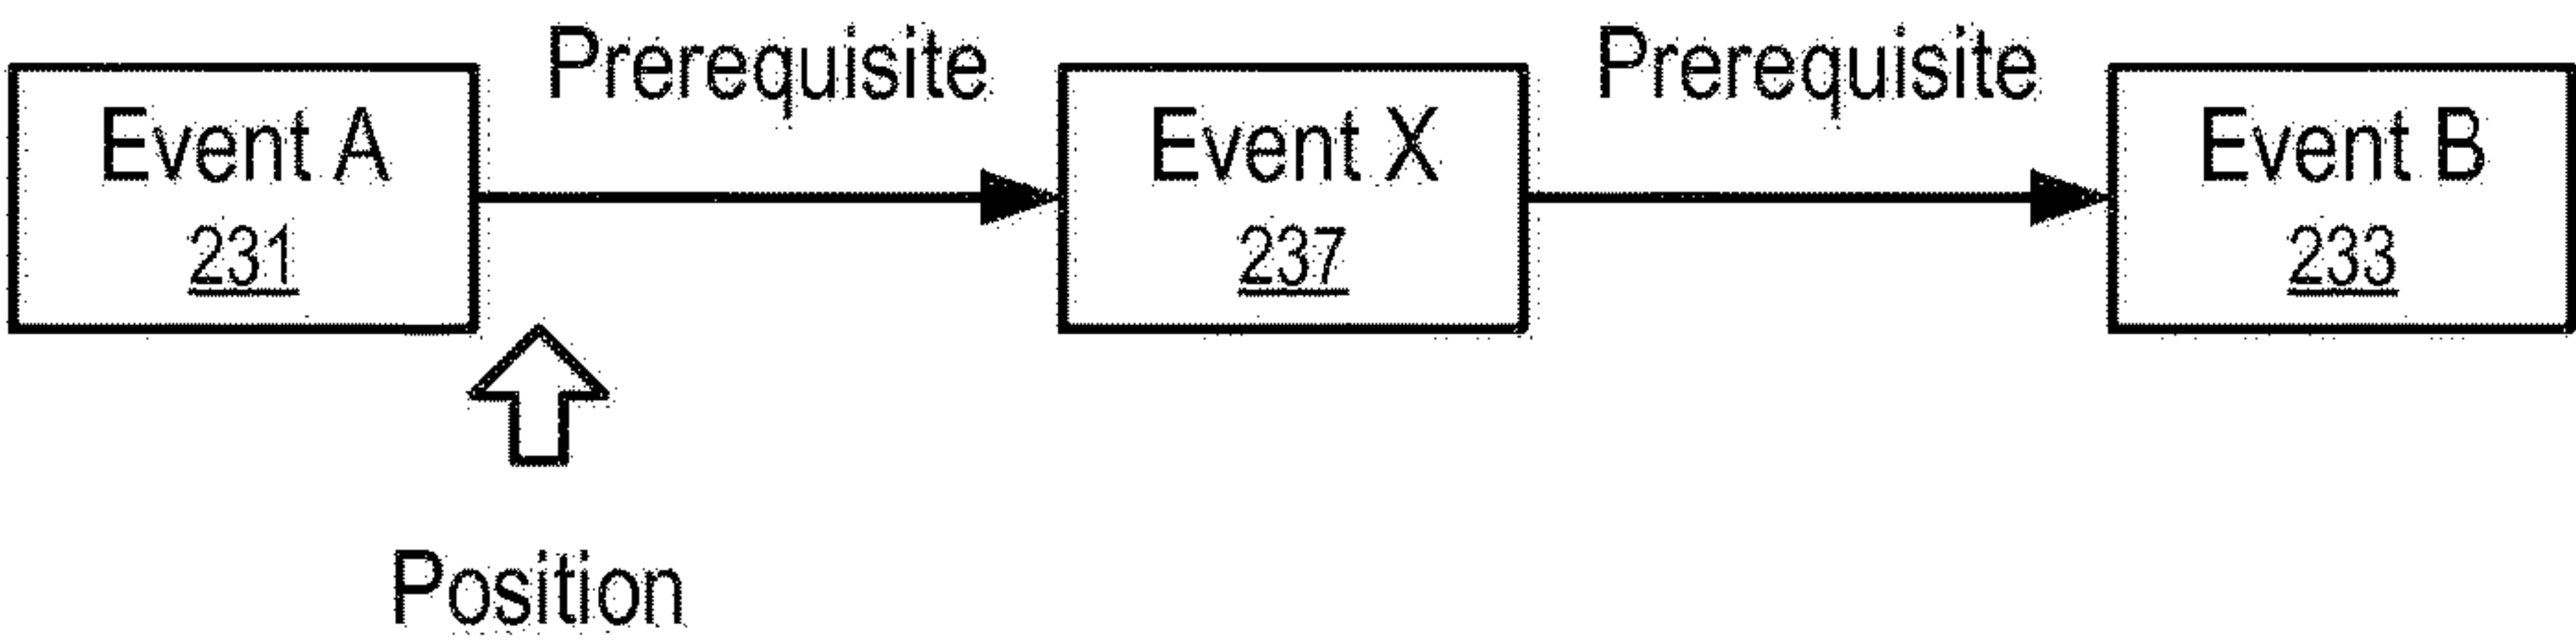 Prerequisite
Prerequisite
Event A
231
Event X
237
Event B
233
Position